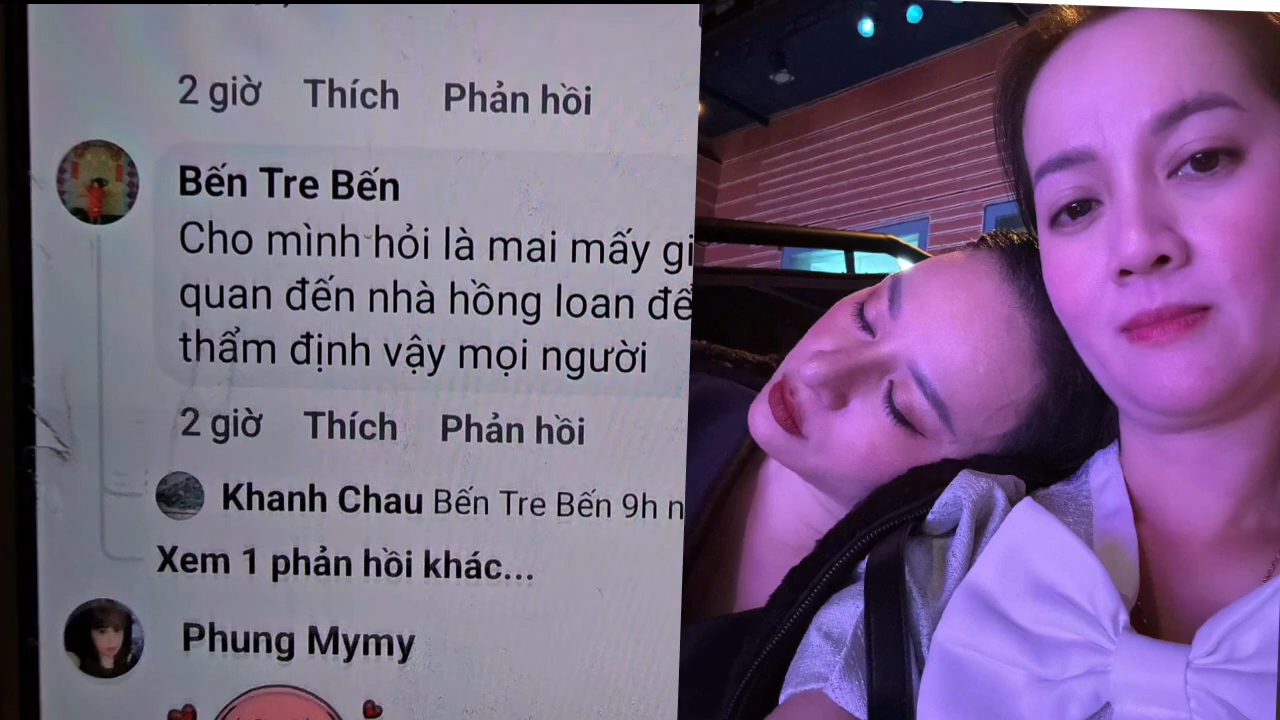 2 giờ Thích Phản hồi
Bến Tre Bến
Cho mình hỏi là mai mấy gi
quan đến nhà hồng loan để
thẩm định vậy mọi người
2 giờ Thích Phản hồi
Khanh Chau Bến Tre Bến 9h n
Xem 1 phản hồi khác...
Phung Mymy